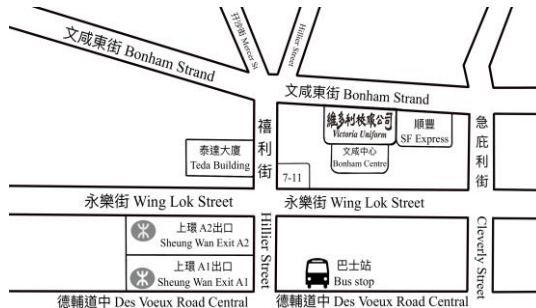 孖沙街 Mercer St
Hillier Street
文咸東街 Bonham Strand
文咸東街 Bonham Strand
禧利街
維多利校服公司
Victoria Uniform
順豐
SF Express
急庇利街
泰達大廈
Teda Building
文咸中心
Bonham Centre
7-11
永樂街 Wing Lok Street
永樂街 Wing Lok Street
上環 A2出口
Sheung Wan Exit A2
Hillier Street
Cleverly Street
上環 A1出口
Sheung Wan Exit A1
巴士站
Bus stop
德輔道中 Des Voeux Road Central
德輔道中 Des Voeux Road Central